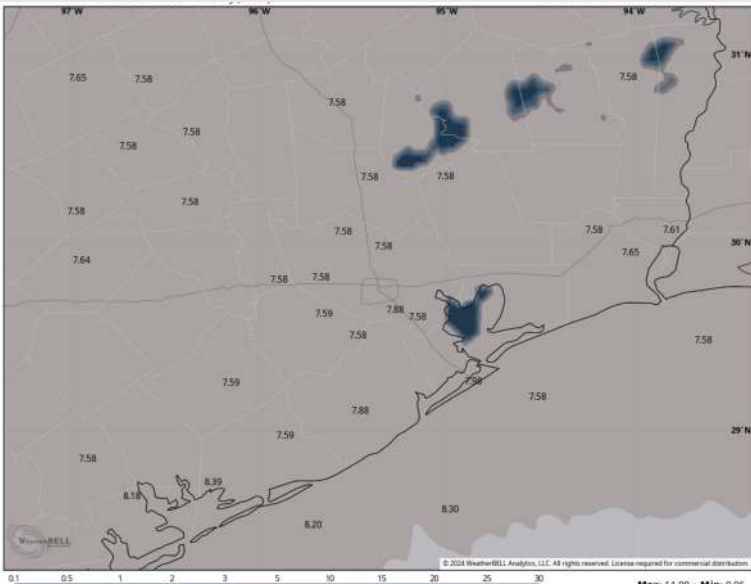 97°W 96°W 95°W 94°W
31°N
7.65 7.58 7.58
7.58
7.58
7.58
7.58 7.58
7.58
7.58
7.58 7.58 7.61
30°N
7.58 7.65
7.64
7.58 7.58
7.59 7.88 7.58
7.58 7.58
7.59 7.98
7.58
7.88
7.59 29°N
7.58
8.39
8.18
8.30
8.20
WeatherBELL
© 2024 WeatherBELL Analytics, LLC. All rights reserved. License required for commercial distribution
0.1 0.5 1 2 3 5 10 15 20 25 30